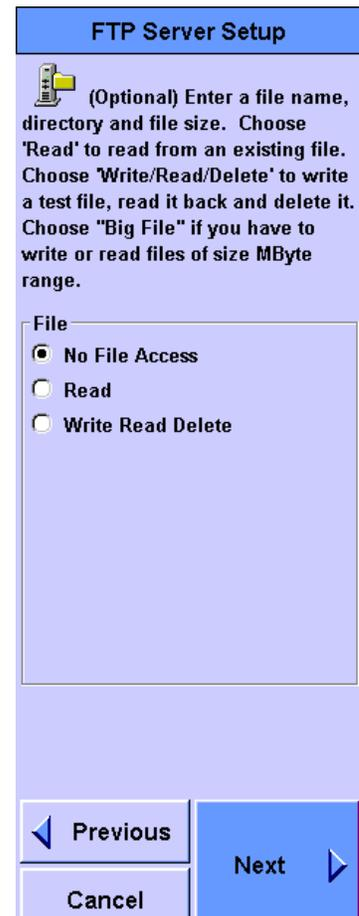 FTP Server Setup
(Optional) Enter a file name,
directory and file size. Choose
'Read' to read from an existing file.
Choose 'Write/Read/Delete' to write
a test file, read it back and delete it.
Choose "Big File" if you have to
write or read files of size MByte
range.
File
No File Access
Read
Write Read Delete
Previous
Next
Cancel